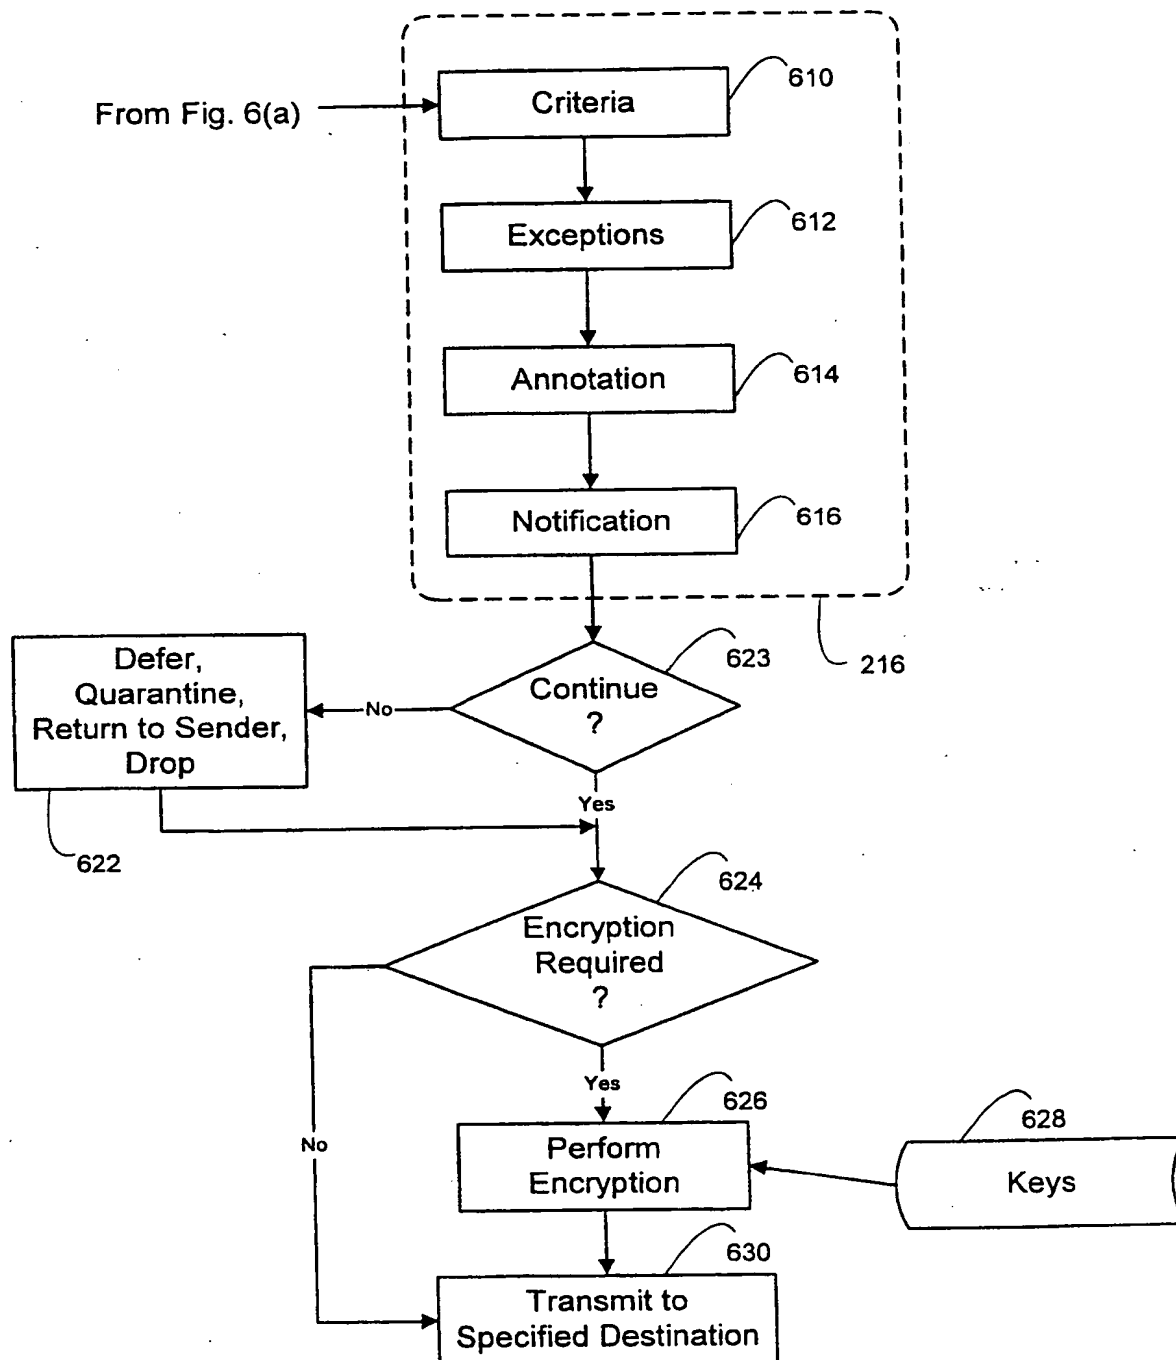 610
Criteria
From Fig. 6(a)
612
Exceptions
614
Annotation
616
Notification
216
623
Continue
?
No
Defer,
Quarantine,
Return to Sender,
Drop
622
Yes
624
Encryption
Required
?
Yes
No
626
Perform
Encryption
628
Keys
630
Transmit to
Specified Destination